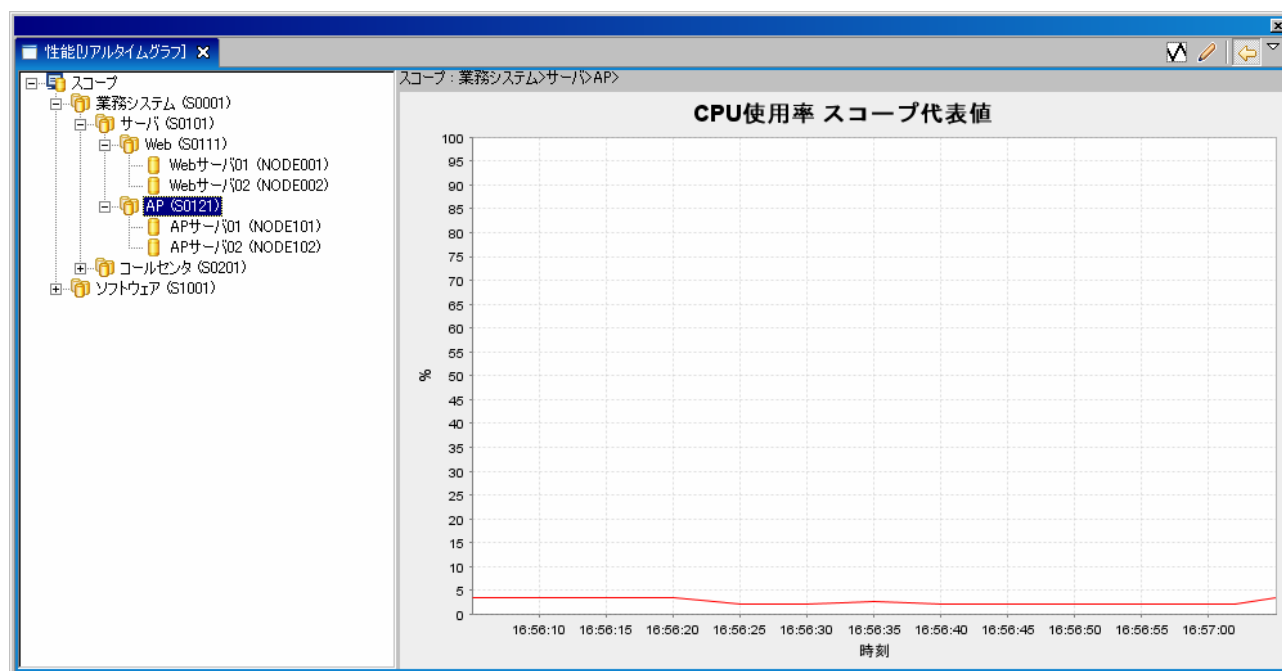 性能[リアルタイムグラフ]
スコープ
業務システム (S0001)
サーバ (S0101)
Web (S0111)
Webサーバ01 (NODE001)
Webサーバ02 (NODE002)
AP (S0121)
APサーバ01 (NODE101)
APサーバ02 (NODE102)
コールセンタ (S0201)
ソフトウェア (S1001)
スコープ : 業務システム>サーバ>AP>
CPU使用率 スコープ代表値
100
95
90
85
80
75
70
65
60
55
50
45
40
35
30
25
20
15
10
5
0
%
16:56:10 16:56:15 16:56:20 16:56:25 16:56:30 16:56:35 16:56:40 16:56:45 16:56:50 16:56:55 16:57:00
時刻